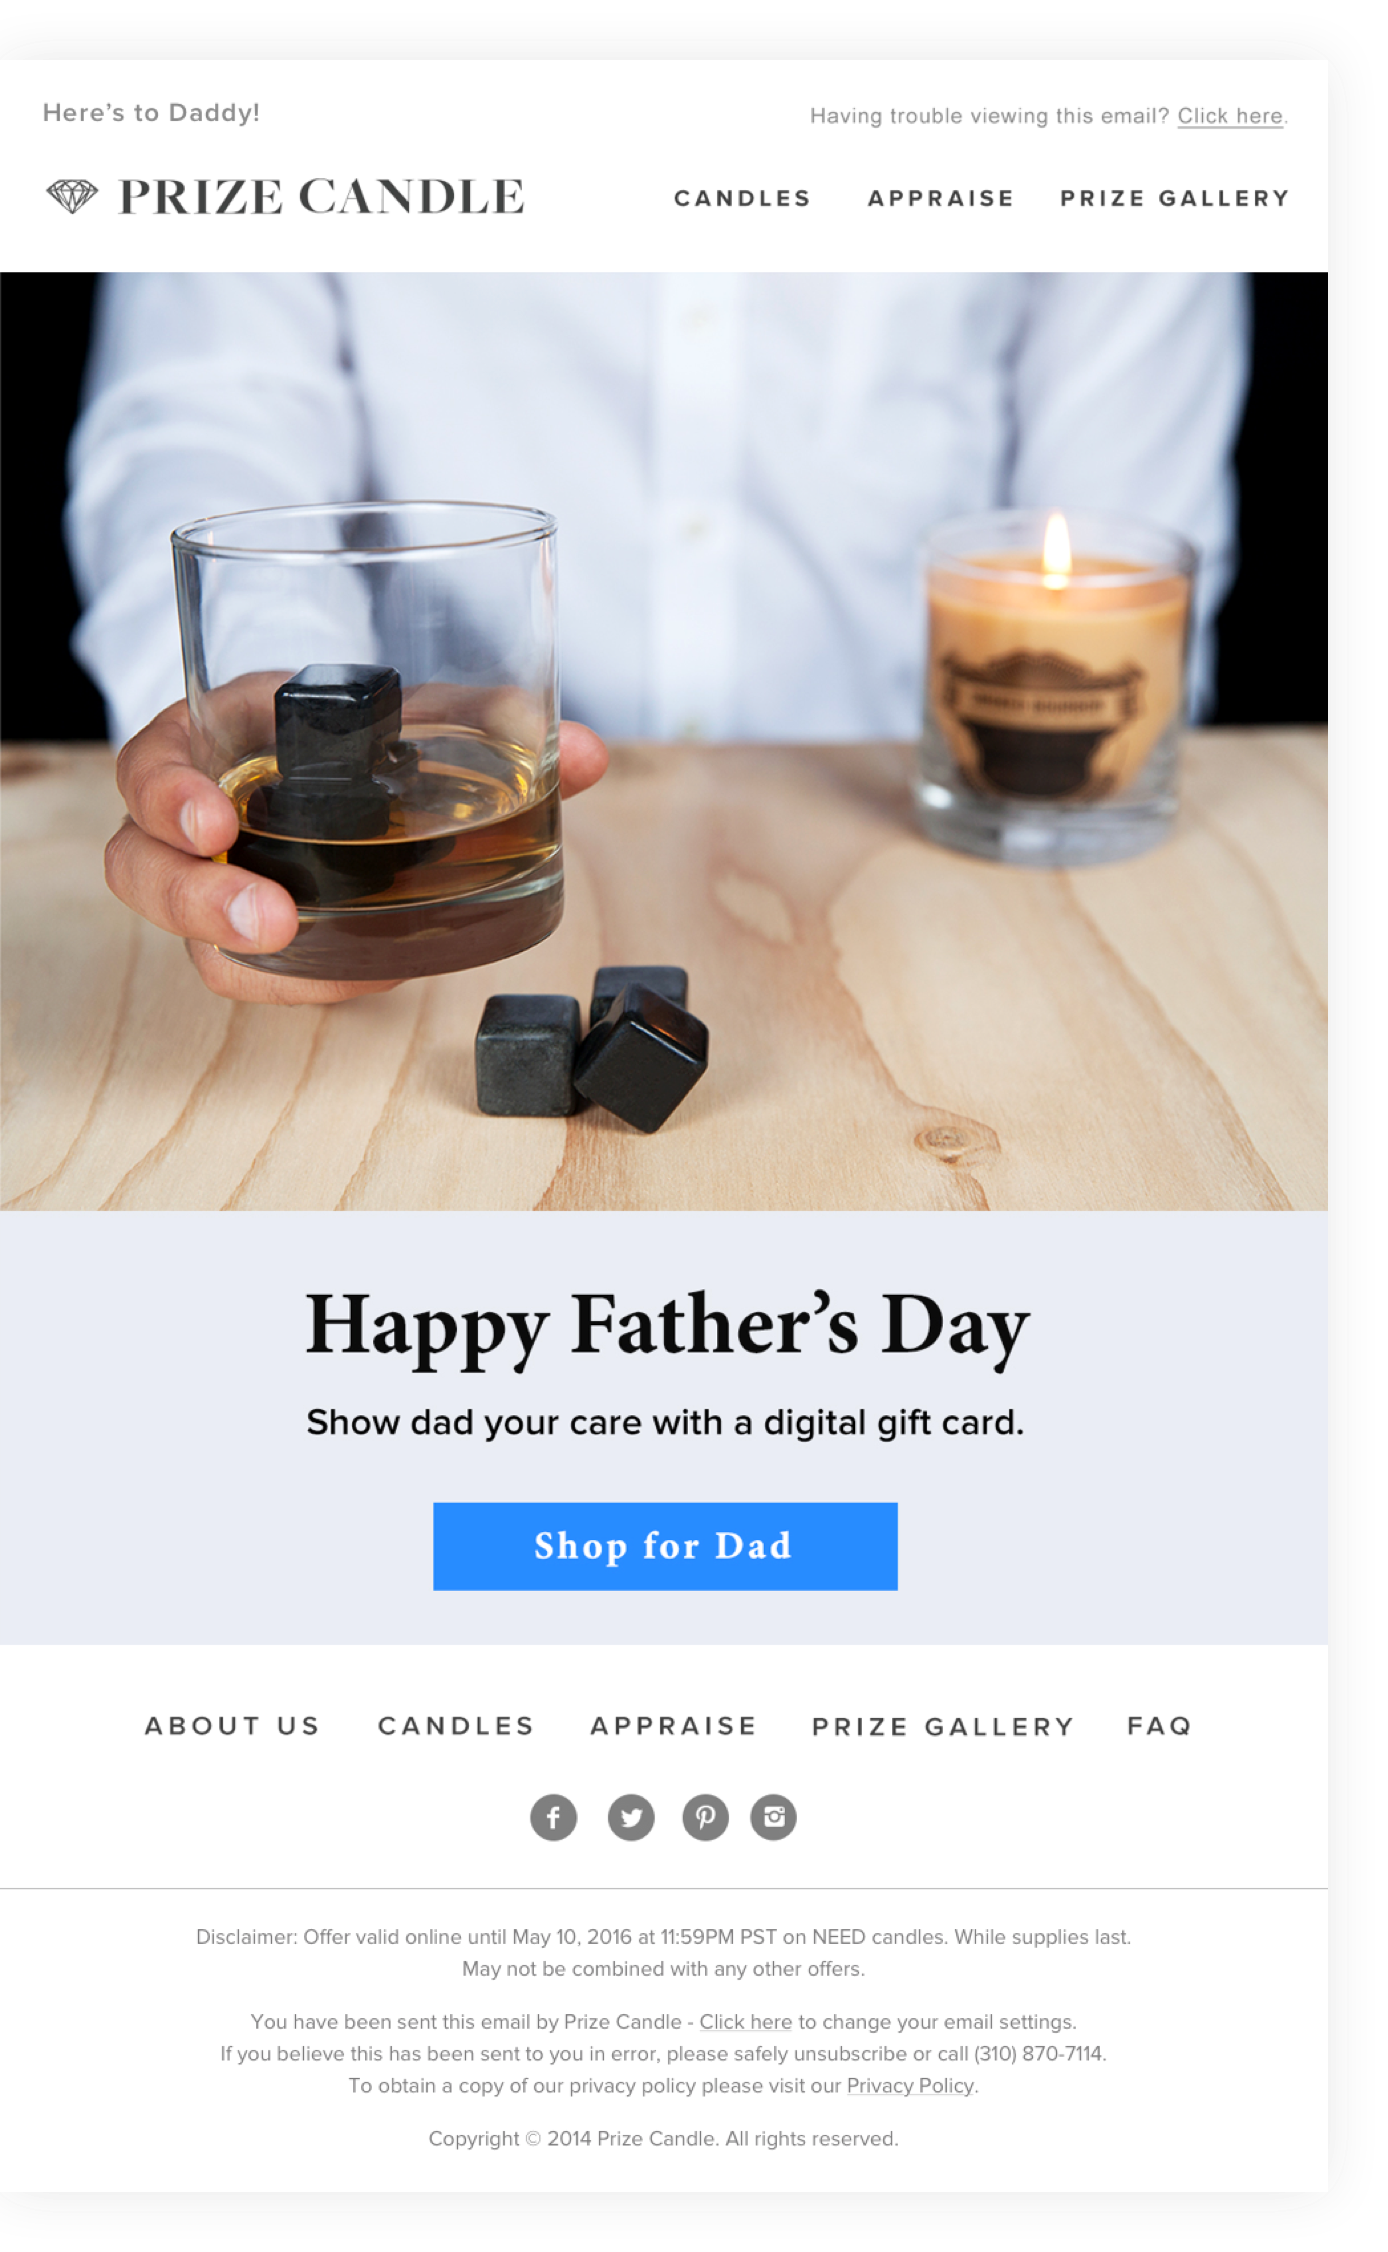 Here’s to Daddy!
Having trouble viewing this email? Click here.
PRIZE CANDLE
CANDLES APPRAISE PRIZE GALLERY
BOURBON
Happy Father’s Day
Show dad your care with a digital gift card.
Shop for Dad
ABOUT US CANDLES APPRAISE PRIZE GALLERY FAQ
Disclaimer: Offer valid online until May 10, 2016 at 11:59PM PST on NEED candles. While supplies last.
May not be combined with any other offers.
You have been sent this email by Prize Candle - Click here to change your email settings.
If you believe this has been sent to you in error, please safely unsubscribe or call (310) 870-7114.
To obtain a copy of our privacy policy please visit our Privacy Policy.
Copyright © 2014 Prize Candle. All rights reserved.